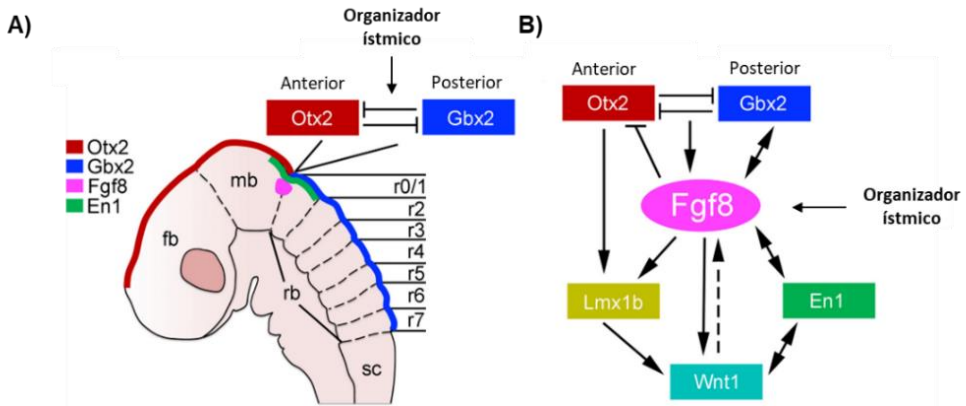 A)
Organizador
ístmico
Anterior
Posterior
Otx2
Gbx2
Otx2
Gbx2
Fgf8
En1
mb
fb
rb
sc
r0/1
r2
r3
r4
r5
r6
r7
B)
Anterior
Posterior
Otx2
Gbx2
Fgf8
Organizador
ístmico
Lmx1b
En1
Wnt1